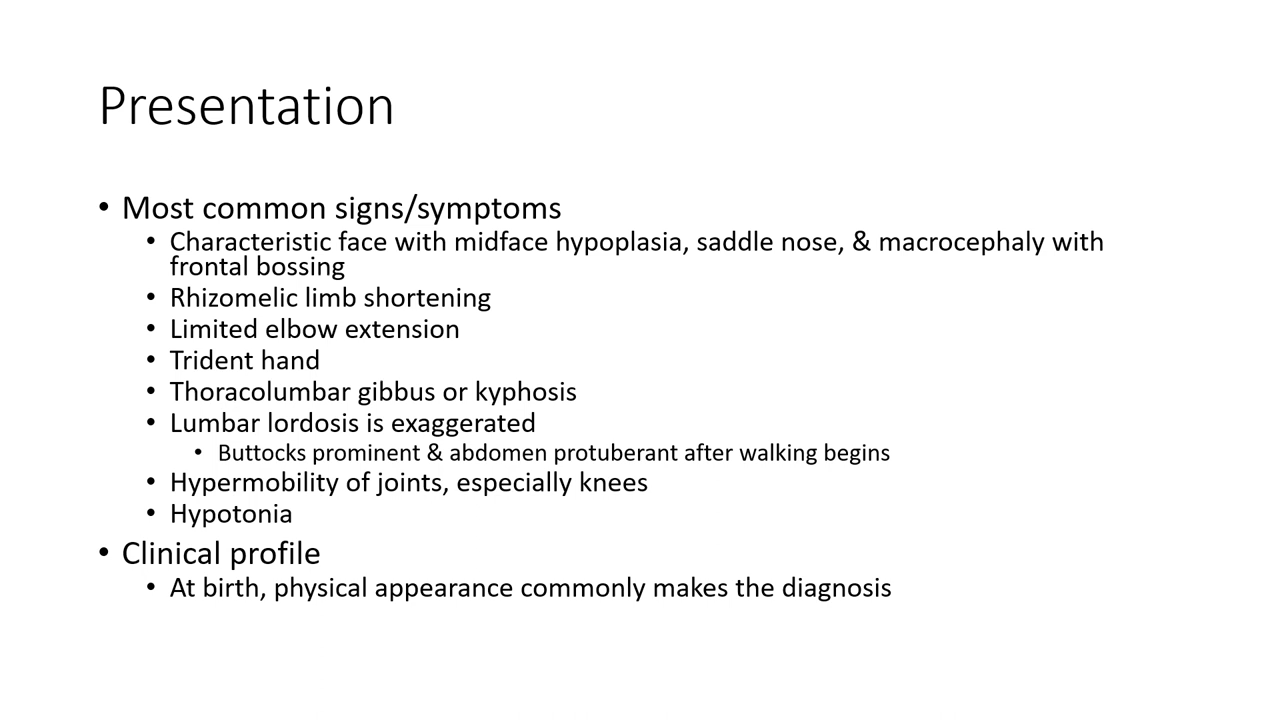 Presentation
• Most common signs/symptoms
• Characteristic face with midface hypoplasia, saddle nose, & macrocephaly with
frontal bossing
• Rhizomelic limb shortening
• Limited elbow extension
• Trident hand
• Thoracolumbar gibbus or kyphosis
• Lumbar lordosis is exaggerated
• Buttocks prominent & abdomen protuberant after walking begins
• Hypermobility of joints, especially knees
• Hypotonia
• Clinical profile
• At birth, physical appearance commonly makes the diagnosis